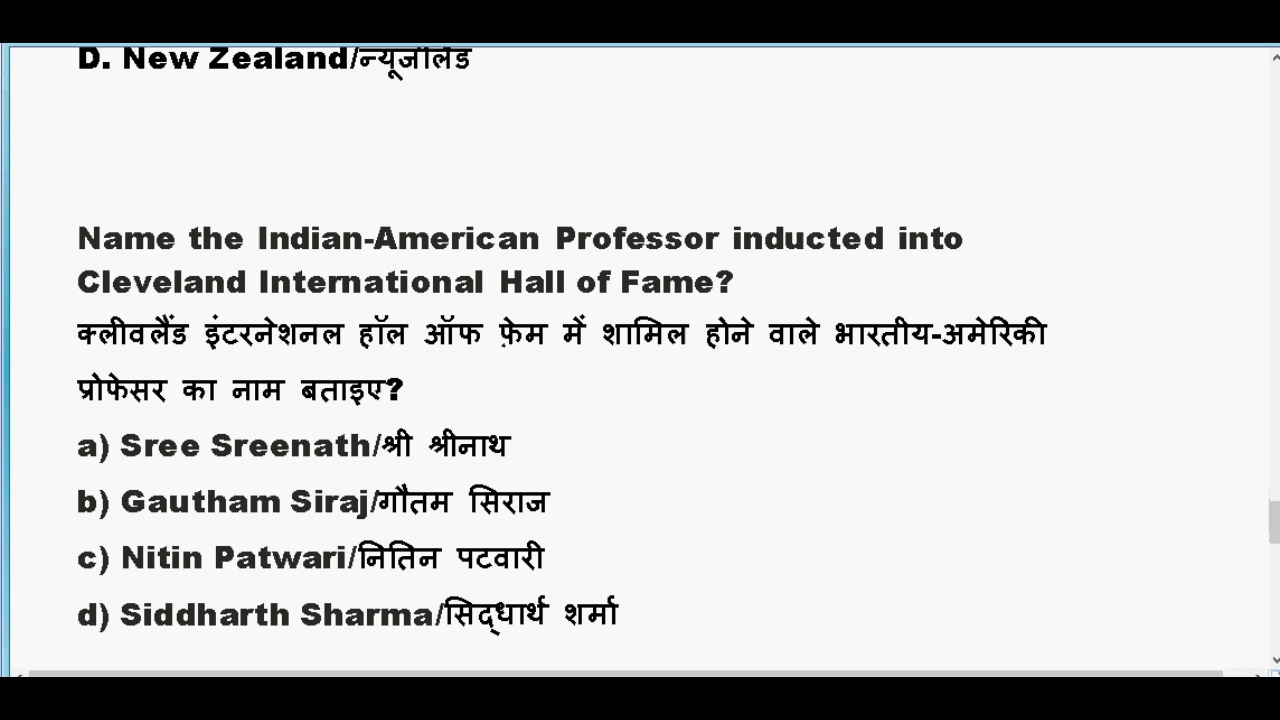 D. New Zealand/न्यूजीलैंड
Name the Indian-American Professor inducted into
Cleveland International Hall of Fame?
क्लीवलैंड इंटरनेशनल हॉल ऑफ फ़ेम में शामिल होने वाले भारतीय-अमेरिकी
प्रोफेसर का नाम बताइए?
a) Sree Sreenath/श्री श्रीनाथ
b) Gautham Siraj/गौतम सिराज
c) Nitin Patwari/नितिन पटवारी
d) Siddharth Sharma/सिद्धार्थ शर्मा